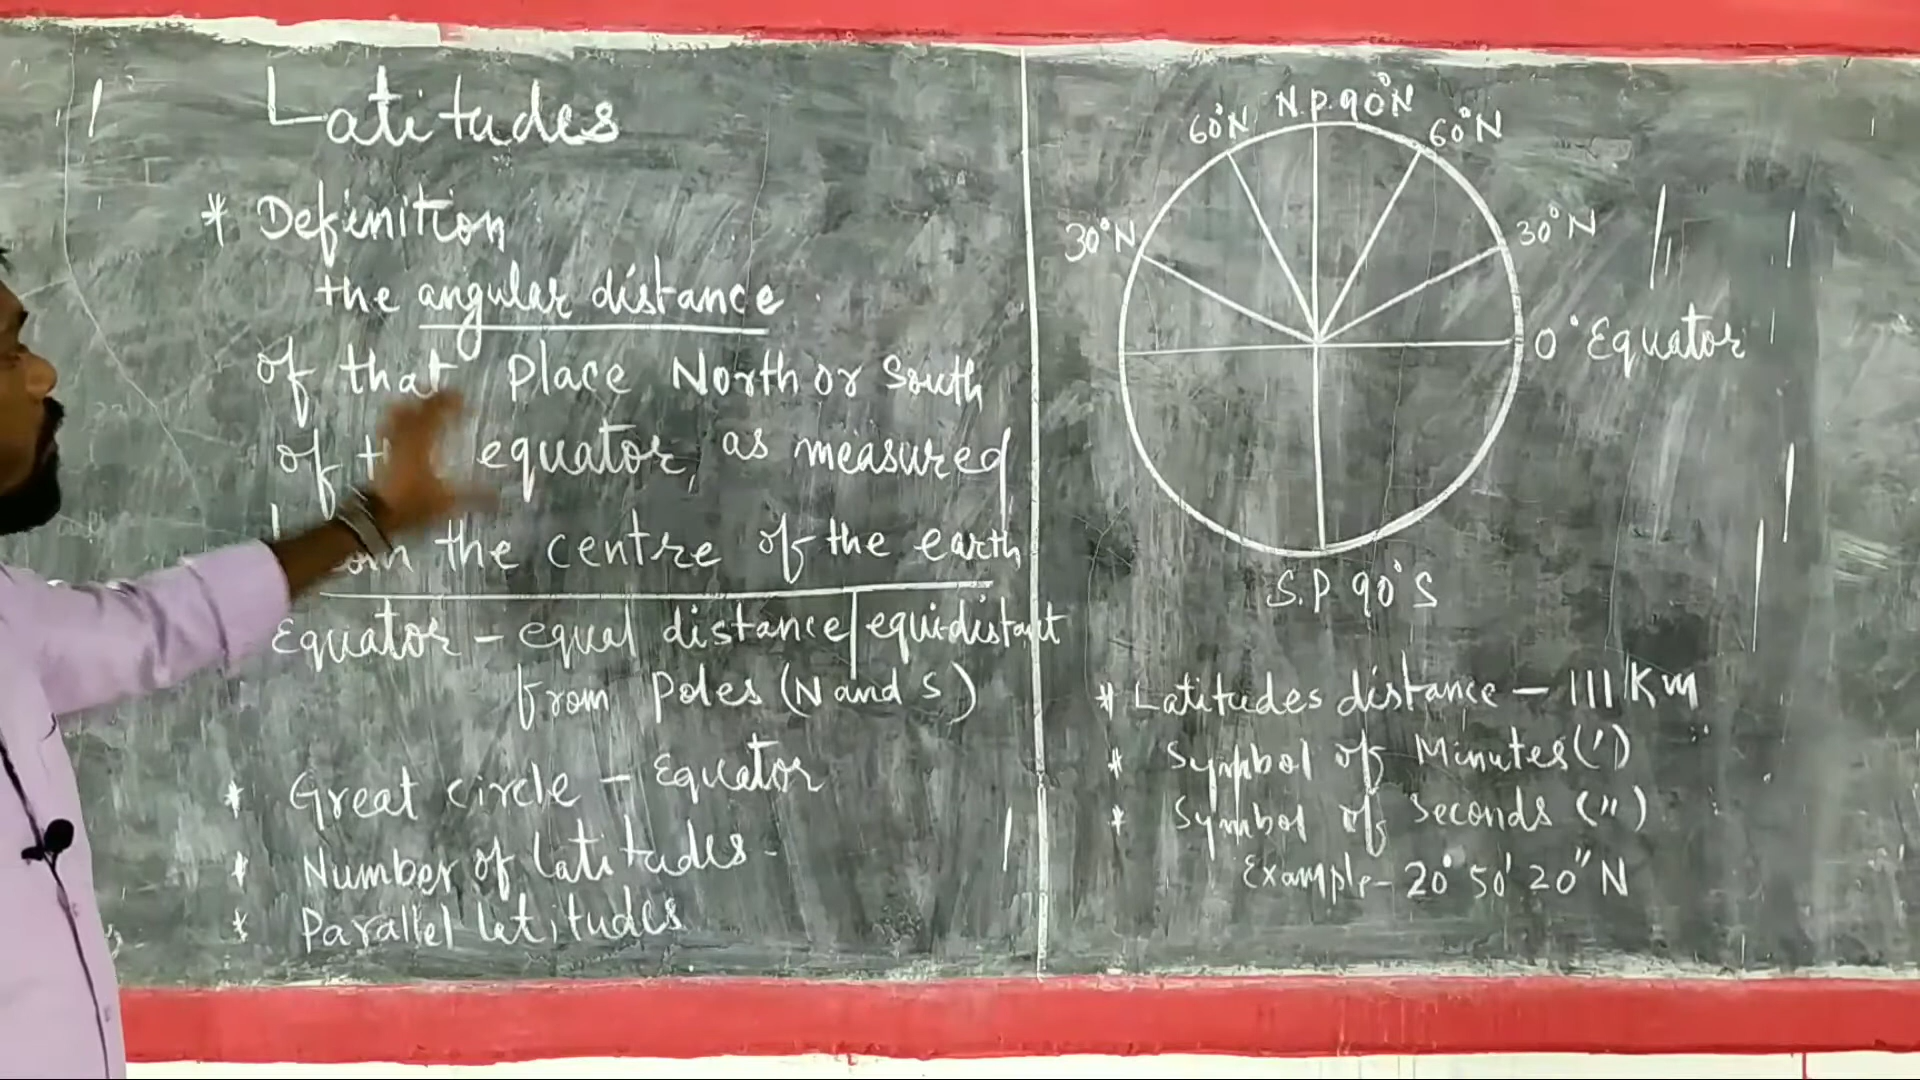 Latitudes
* Definition
the angular distance
of that place North or South
of equator, as measured
the centre of the earth
Equator - equal distance/equidistant
from Poles (N and S)
* Great circle - Equator
* Number of latitudes -
* Parallel latitudes
60°N N.P. 90°N 60°N
30°N 30°N
0° Equator
S.P 90°S
* Latitudes distance - 111 Km
* Symbol of Minutes (')
* Symbol of Seconds (")
Example - 20° 50' 20" N